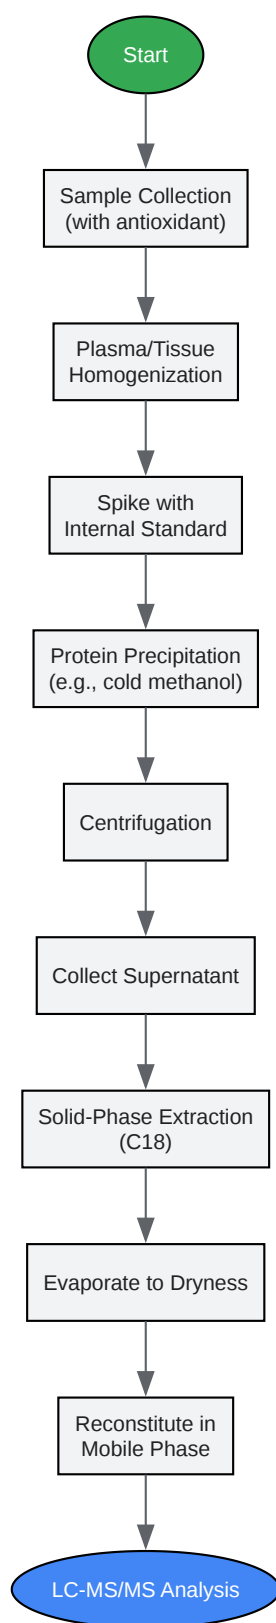 Start
Sample Collection
(with antioxidant)
Plasma/Tissue
Homogenization
Spike with
Internal Standard
Protein Precipitation
(e.g., cold methanol)
Centrifugation
Collect Supernatant
Solid-Phase Extraction
(C18)
Evaporate to Dryness
Reconstitute in
Mobile Phase
LC-MS/MS Analysis